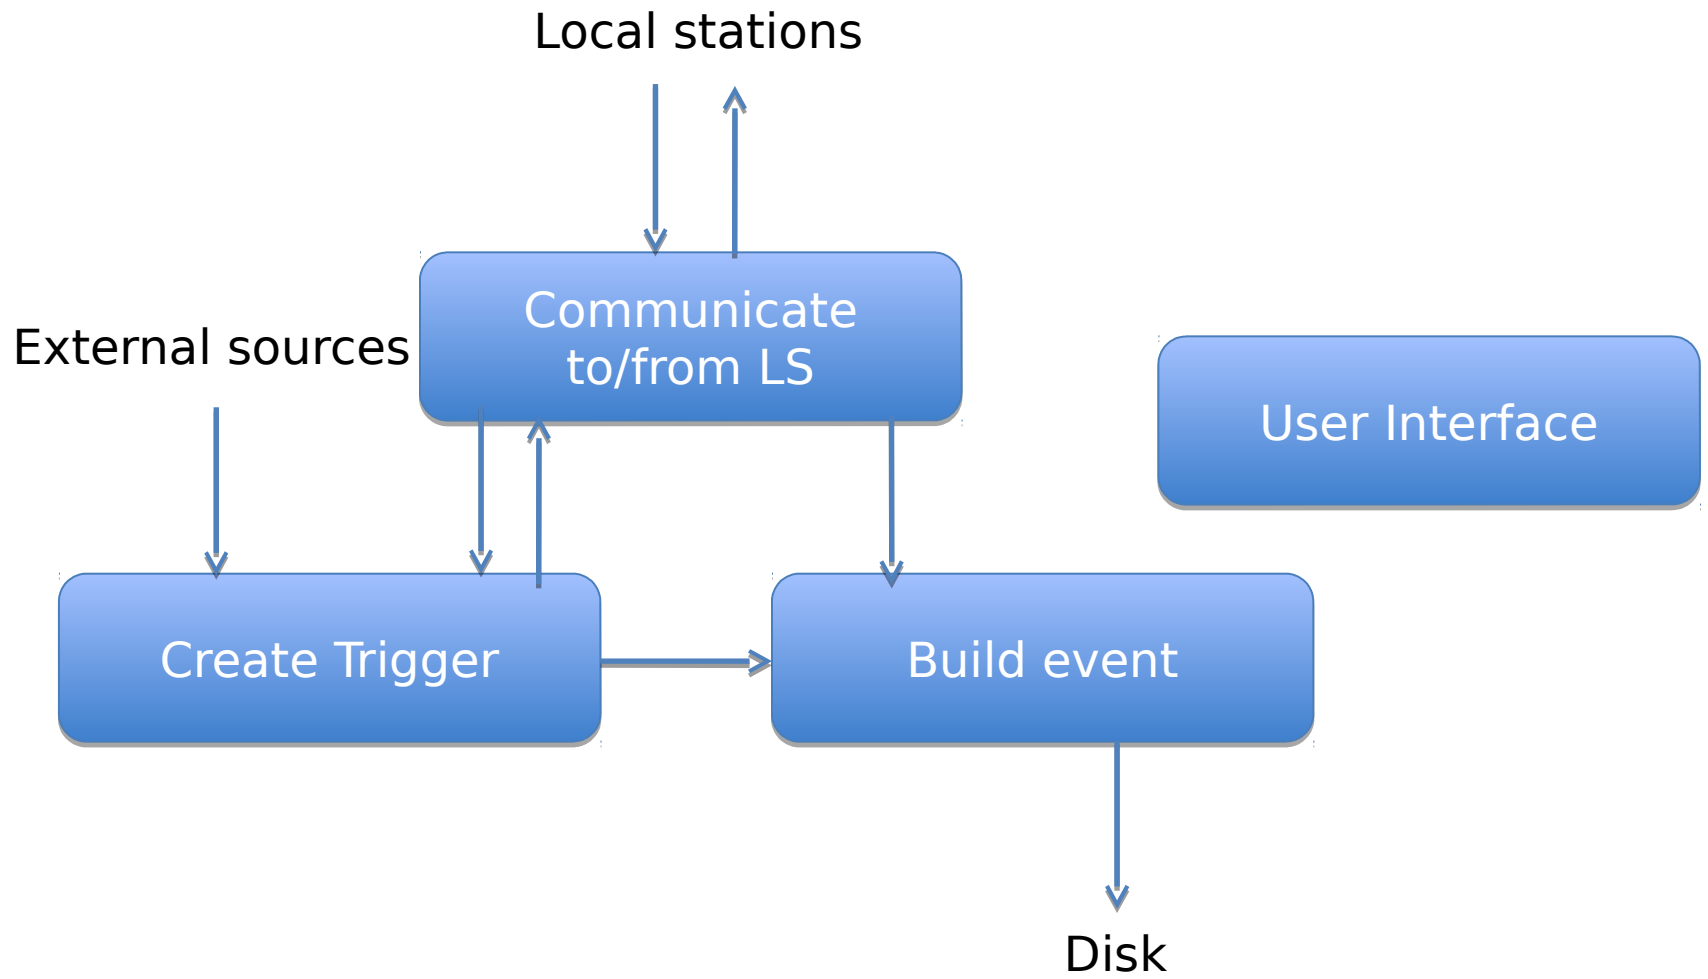 Local stations
Communicate
to/from LS
External sources
User Interface
Create Trigger
Build event
Disk